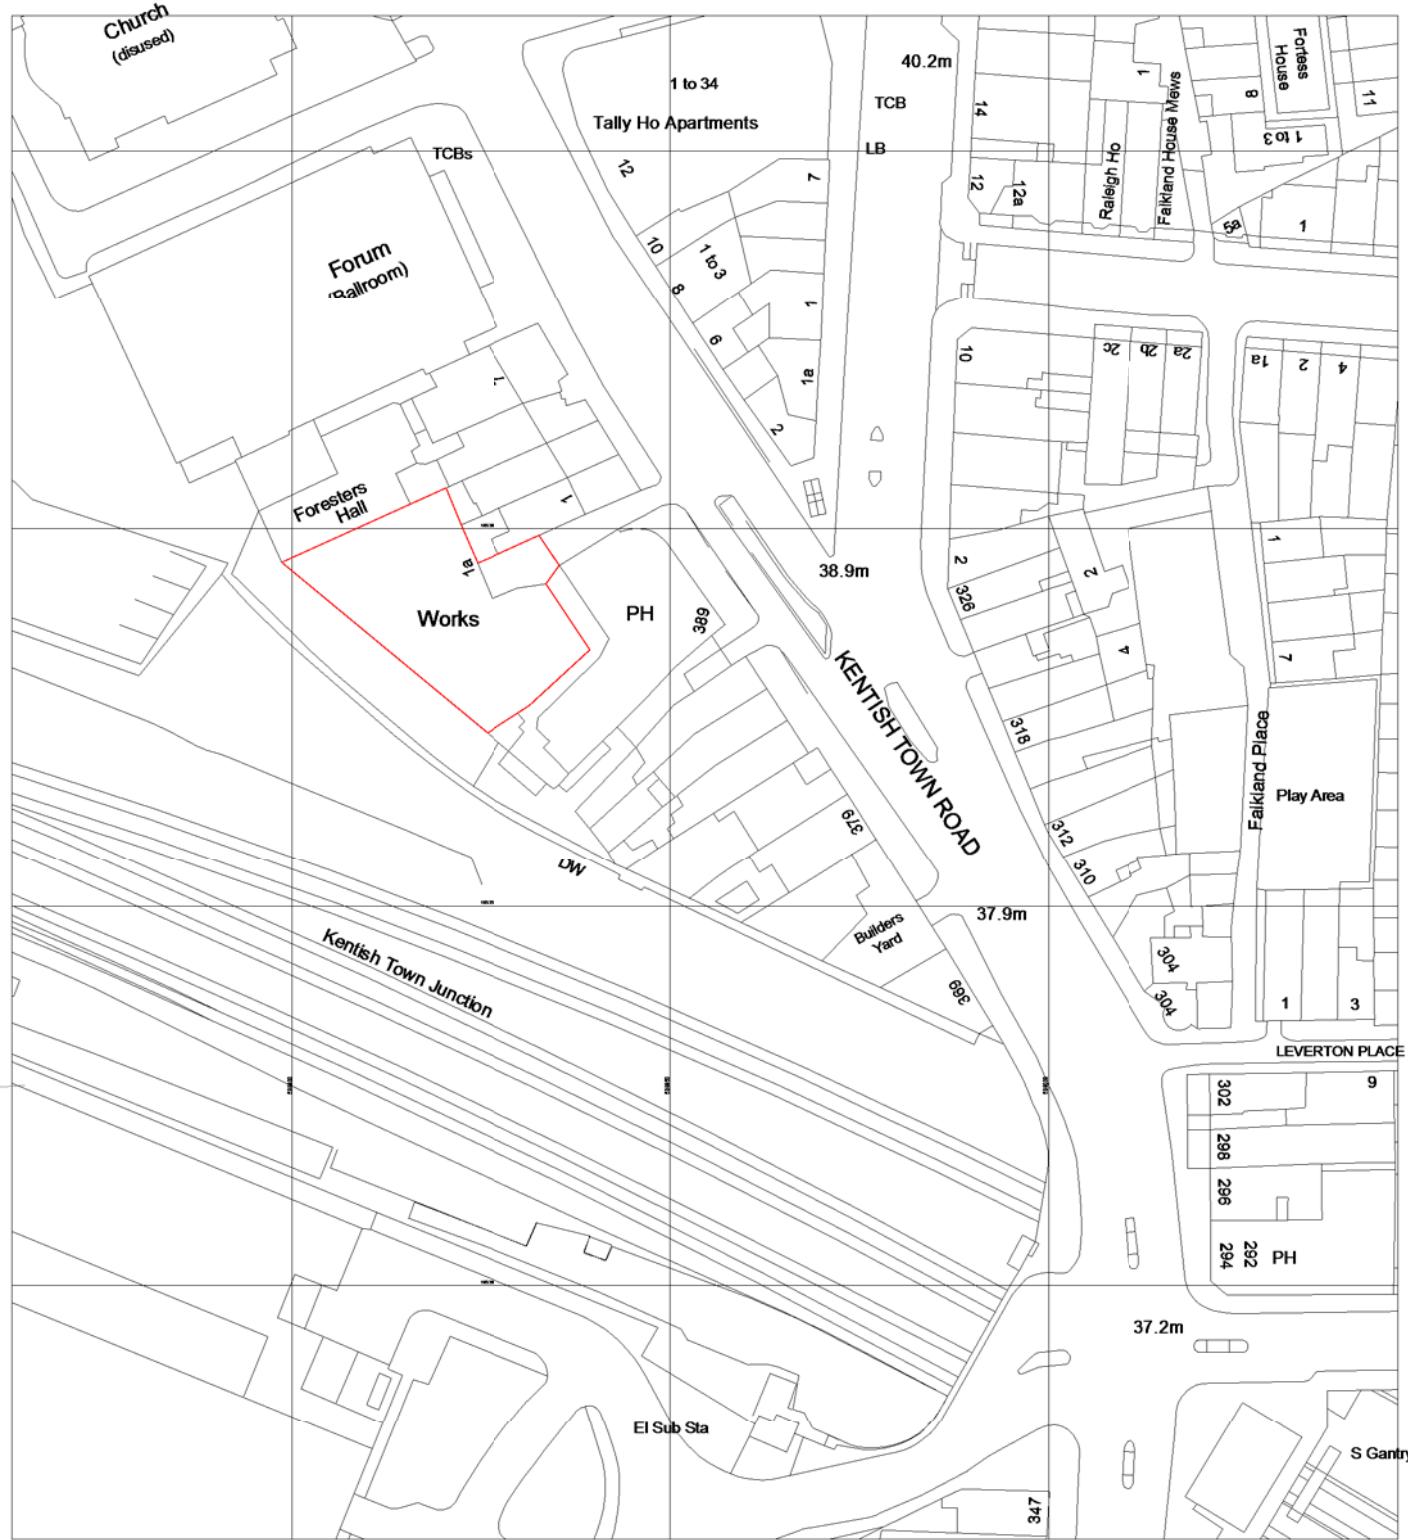 Church
(disused)
40.2m
1 to 34
TCB
Tally Ho Apartments
TCBs
LB
14
12
12a
Raleigh Ho
1
Falkland House Mews
8
Fortess
House
11
1 to 3
5a
1
12
7
10
1 to 3
8
6
1
1a
2
Forum
(Ballroom)
10
2c
2b
2a
1a
2
4
Foresters
Hall
1
1a
Works
PH
389
38.9m
2
326
2
4
1
7
KENTISH TOWN ROAD
318
Falkland Place
Play Area
379
312
310
DW
37.9m
Builders
Yard
369
304
304
1
3
Kentish Town Junction
LEVERTON PLACE
302
9
298
296
294
292
PH
37.2m
El Sub Sta
S Gantry
347